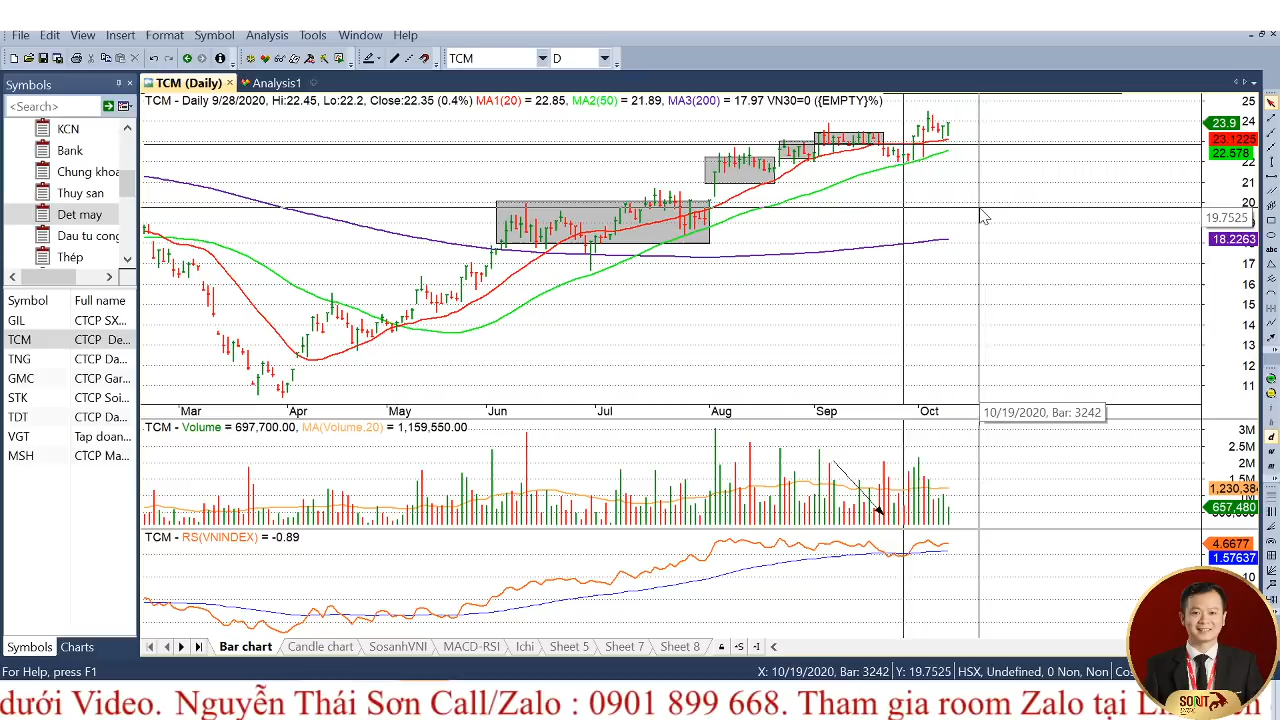 File Edit View Insert Format Symbol Analysis Tools Window Help
TCM D
Symbols
TCM (Daily) Analysis1
<Search>
TCM - Daily 9/28/2020, Hi:22.45, Lo:22.2, Close:22.35 (0.4%) MA1(20) = 22.85, MA2(50) = 21.89, MA3(200) = 17.97 VN30=0 ({EMPTY}%)
KCN
Bank
Chung khoa
Thuy san
Det may
Dau tu cong
Thép
25
24
23.9
23.1225
22.578
22
21
20
19.7525
18.2263
17
16
15
14
13
12
11
Symbol Full name
GIL CTCP SX...
TCM CTCP De...
TNG CTCP Da...
GMC CTCP Gar...
STK CTCP Soi...
TDT CTCP Da...
VGT Tap doan...
MSH CTCP Ma...
Mar Apr May Jun Jul Aug Sep Oct
10/19/2020, Bar: 3242
TCM - Volume = 697,700.00, MA(Volume,20) = 1,159,550.00
3M
2.5M
2M
1,230,384
657,480
TCM - RS(VNINDEX) = -0.89
4.6677
1.57637
10
Symbols Charts
Bar chart Candle chart SosanhVNI MACD-RSI Ichi Sheet 5 Sheet 7 Sheet 8
For Help, press F1
X: 10/19/2020, Bar: 3242 Y: 19.7525 HSX, Undefined, 0 Non, Non Cos
SONT
dưới Video. Nguyễn Thái Sơn Call/Zalo : 0901 899 668. Tham gia room Zalo tại